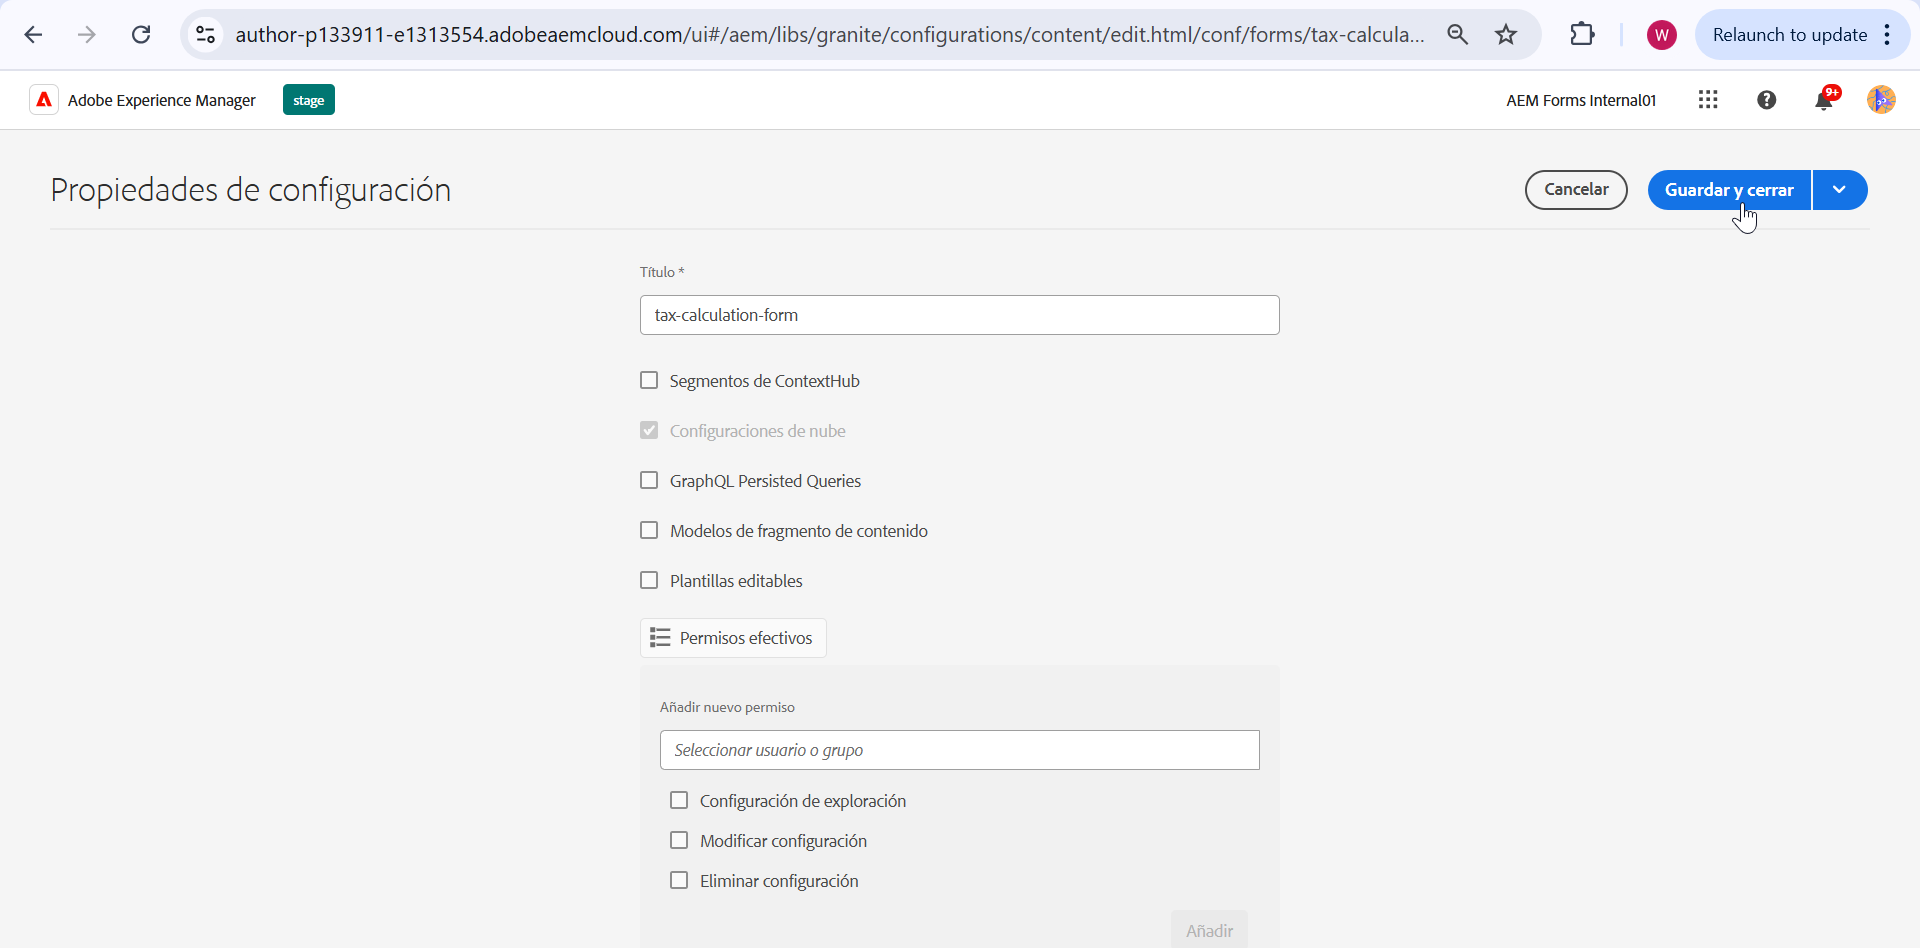 author-p133911-e1313554.adobeaemcloud.com/ui#/aem/libs/granite/configurations/content/edit.html/conf/forms/tax-calcula...
W
Relaunch to update
Adobe Experience Manager
stage
AEM Forms Internal01
9+
Propiedades de configuración
Cancelar
Guardar y cerrar
Título *
tax-calculation-form
Segmentos de ContextHub
Configuraciones de nube
GraphQL Persisted Queries
Modelos de fragmento de contenido
Plantillas editables
Permisos efectivos
Añadir nuevo permiso
Seleccionar usuario o grupo
Configuración de exploración
Modificar configuración
Eliminar configuración
Añadir